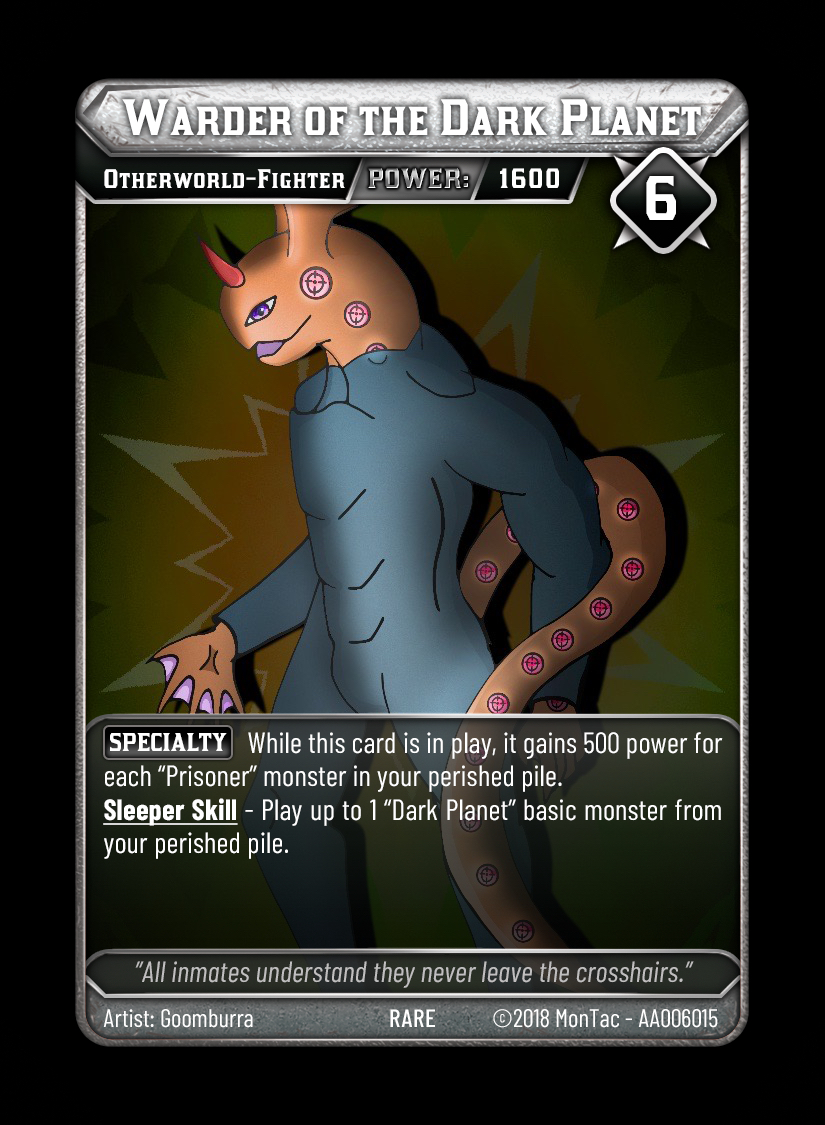 Warder of the Dark Planet
Otherworld-Fighter POWER: 1600
6
SPECIALTY While this card is in play, it gains 500 power for
each “Prisoner” monster in your perished pile.
Sleeper Skill - Play up to 1 “Dark Planet” basic monster from
your perished pile.
“All inmates understand they never leave the crosshairs.”
Artist: Goomburra RARE ©2018 MonTac - AA006015